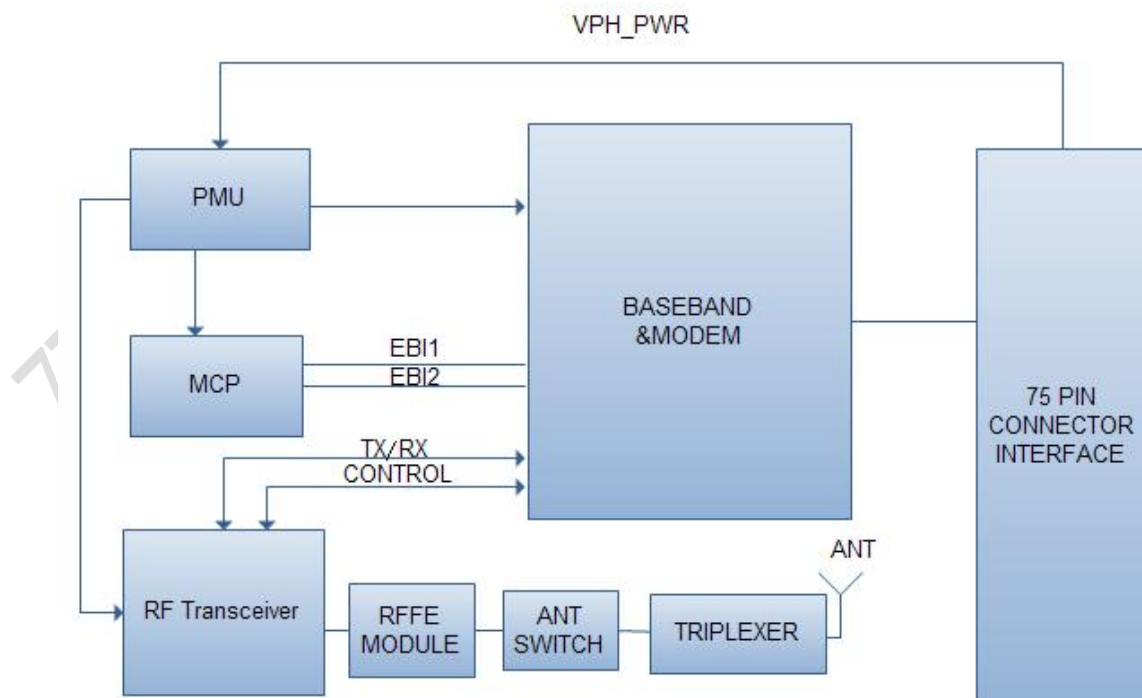 VPH_PWR
PMU
BASEBAND
&MODEM
EBI1
EBI2
MCP
75 PIN
CONNECTOR
INTERFACE
TX/RX
CONTROL
ANT
RF Transceiver
RFFE
MODULE
ANT
SWITCH
TRIPLEXER